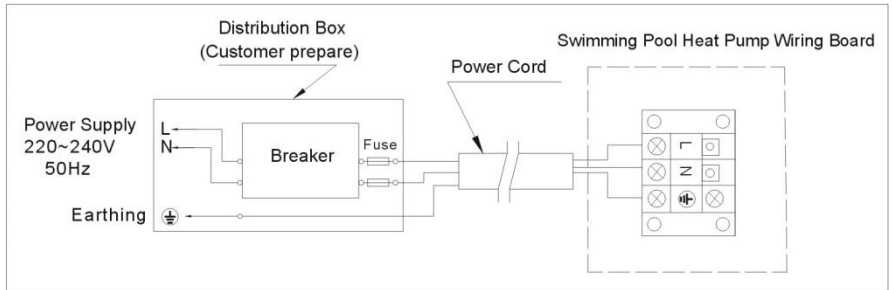 Distribution Box
(Customer prepare)
Swimming Pool Heat Pump Wiring Board
Power Cord
Power Supply
220~240V
50Hz
L
N
Breaker
Fuse
Earthing
L
N